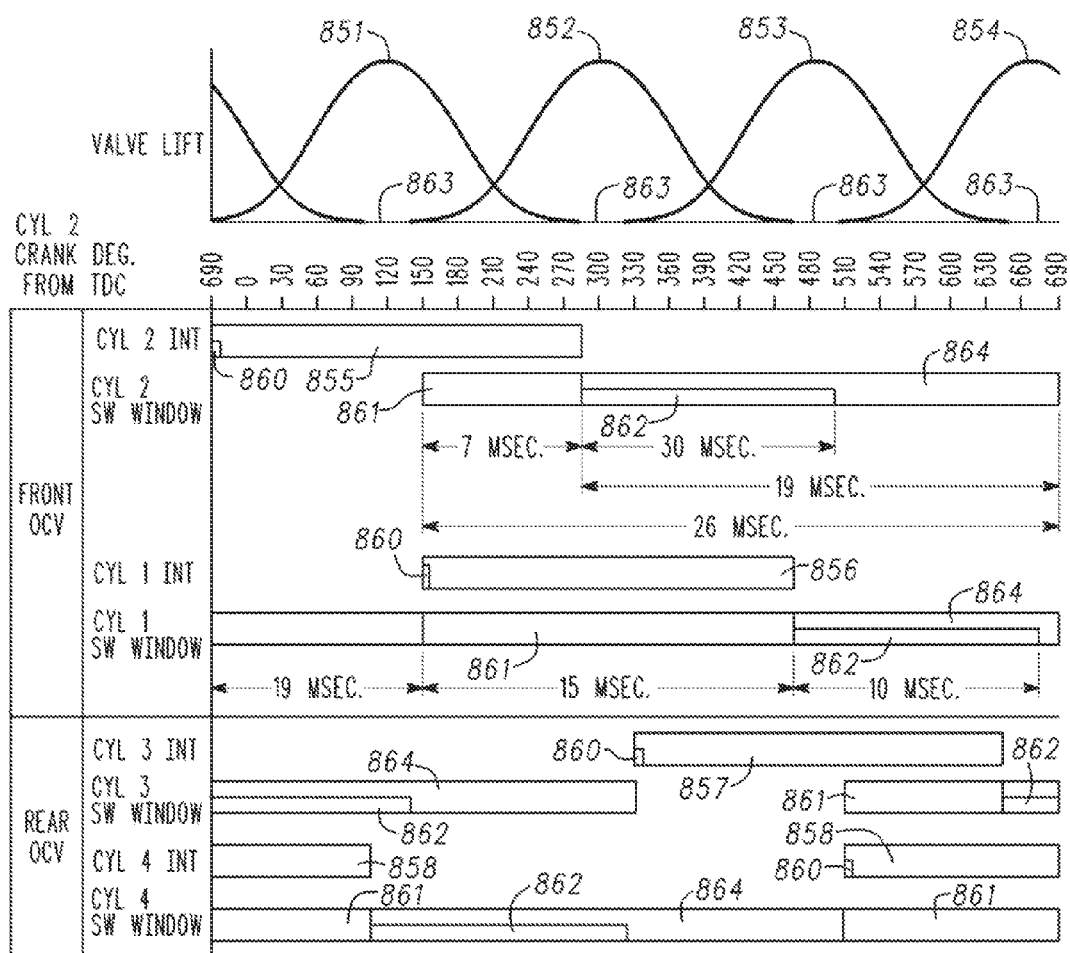 851
852
853
854
VALVE LIFT
863
863
863
863
CYL 2
CRANK DEG.
FROM TDC
690 0 30 60 90 120 150 180 210 240 270 300 330 360 390 420 450 480 510 540 570 600 630 660 690
CYL 2 INT
860
855
864
CYL 2
SW WINDOW
861
862
7 MSEC.
30 MSEC.
19 MSEC.
26 MSEC.
FRONT
OCV
860
CYL 1 INT
856
864
CYL 1
SW WINDOW
861
862
19 MSEC.
15 MSEC.
10 MSEC.
CYL 3 INT
860
857
862
864
CYL 3
SW WINDOW
861
862
858
REAR
OCV
CYL 4 INT
858
860
861
862
864
861
CYL 4
SW WINDOW